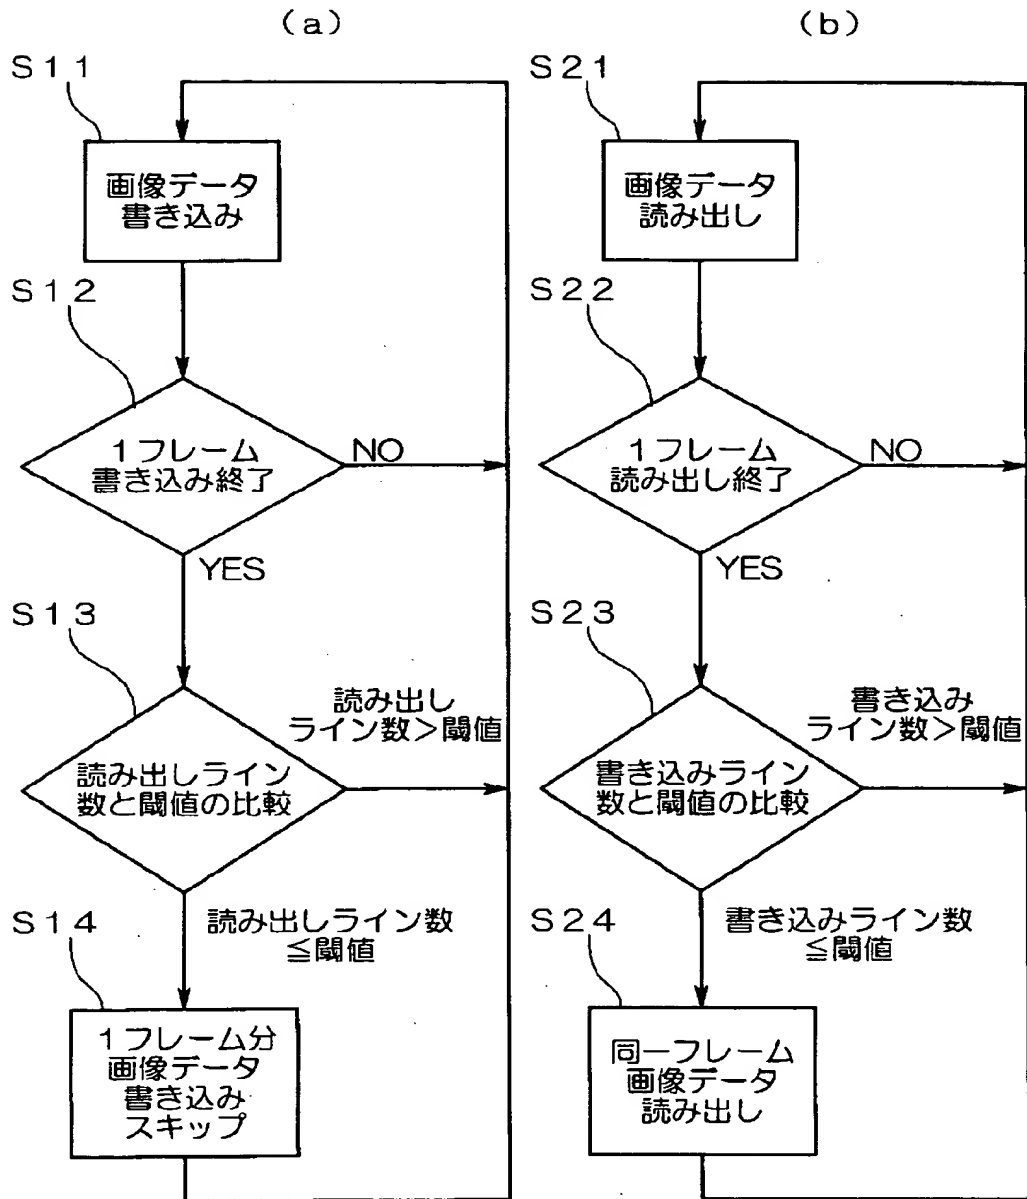 (a)
S11
画像データ
書き込み
S12
1フレーム
書き込み終了
NO
YES
S13
読み出し
ライン数>閾値
読み出しライン
数と閾値の比較
S14
読み出しライン数
≦閾値
1フレーム分
画像データ
書き込み
スキップ
(b)
S21
画像データ
読み出し
S22
1フレーム
読み出し終了
NO
YES
S23
書き込み
ライン数>閾値
書き込みライン
数と閾値の比較
S24
書き込みライン数
≦閾値
同一フレーム
画像データ
読み出し